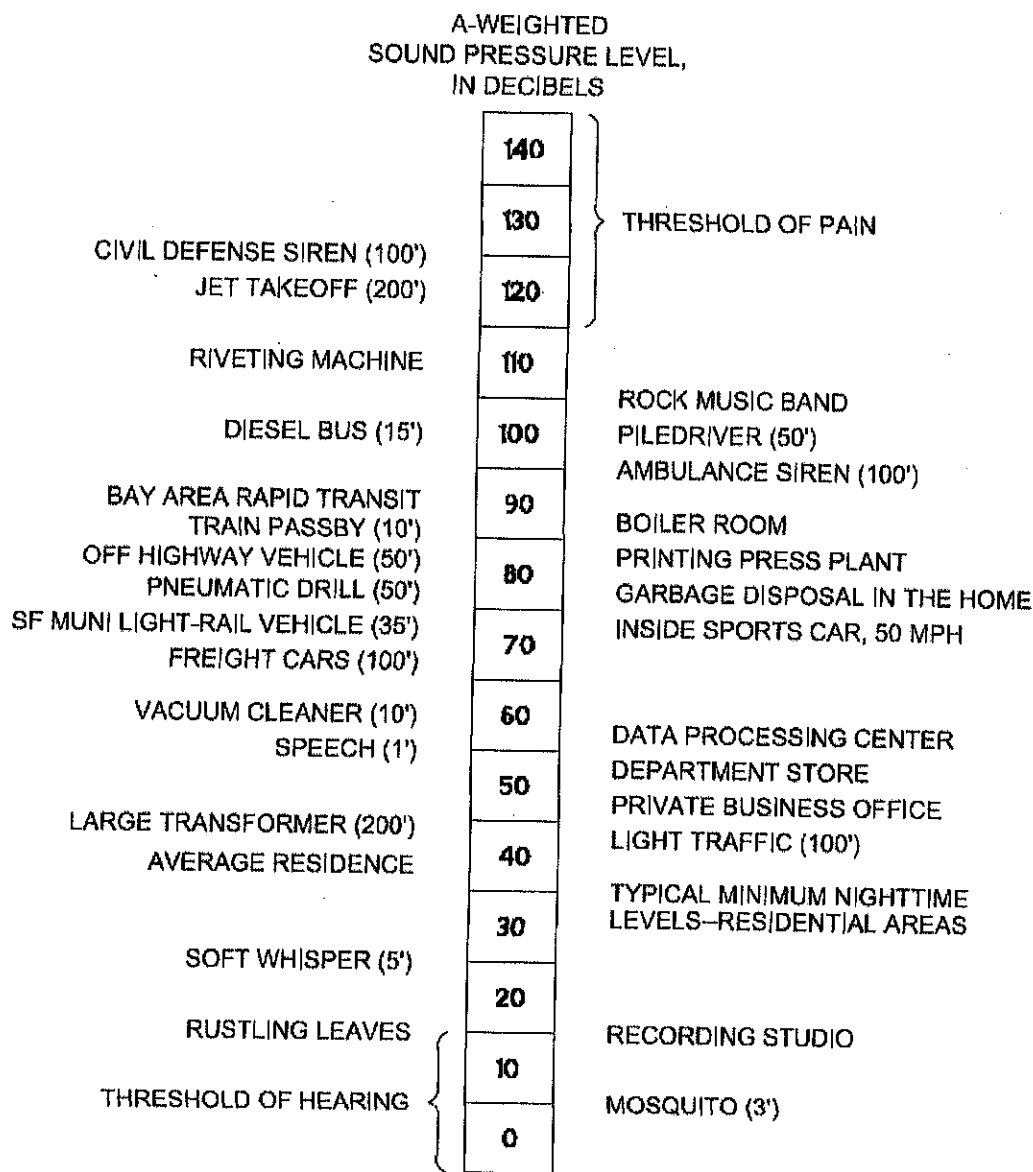 A-WEIGHTED
SOUND PRESSURE LEVEL,
IN DECIBELS
140
130
THRESHOLD OF PAIN
CIVIL DEFENSE SIREN (100')
JET TAKEOFF (200')
120
RIVETING MACHINE
110
ROCK MUSIC BAND
DIESEL BUS (15')
100
PILEDRIVER (50')
AMBULANCE SIREN (100')
BAY AREA RAPID TRANSIT
TRAIN PASSBY (10')
90
BOILER ROOM
OFF HIGHWAY VEHICLE (50')
PRINTING PRESS PLANT
PNEUMATIC DRILL (50')
80
GARBAGE DISPOSAL IN THE HOME
SF MUNI LIGHT-RAIL VEHICLE (35')
INSIDE SPORTS CAR, 50 MPH
FREIGHT CARS (100')
70
VACUUM CLEANER (10')
60
SPEECH (1')
DATA PROCESSING CENTER
DEPARTMENT STORE
50
PRIVATE BUSINESS OFFICE
LARGE TRANSFORMER (200')
LIGHT TRAFFIC (100')
AVERAGE RESIDENCE
40
TYPICAL MINIMUM NIGHTTIME
LEVELS--RESIDENTIAL AREAS
30
SOFT WHISPER (5')
20
RUSTLING LEAVES
RECORDING STUDIO
10
THRESHOLD OF HEARING
MOSQUITO (3')
0